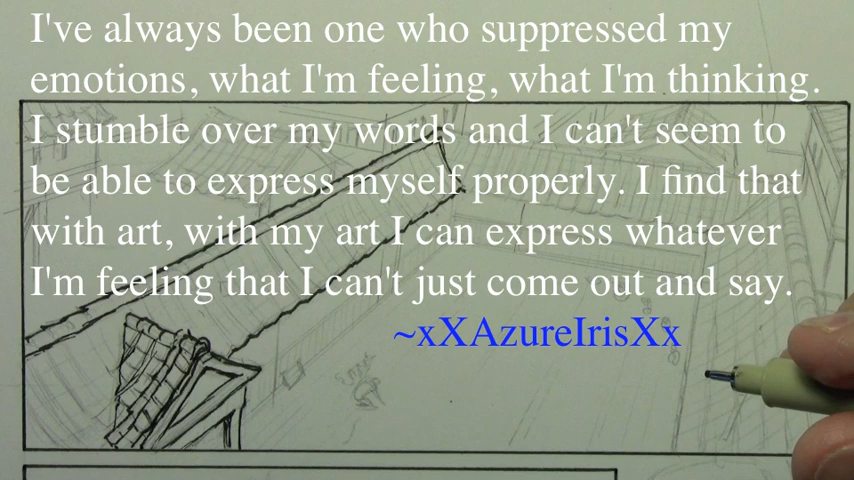 I've always been one who suppressed my
emotions, what I'm feeling, what I'm thinking.
I stumble over my words and I can't seem to
be able to express myself properly. I find that
with art, with my art I can express whatever
I'm feeling that I can't just come out and say.
~xXAzureIrisXx